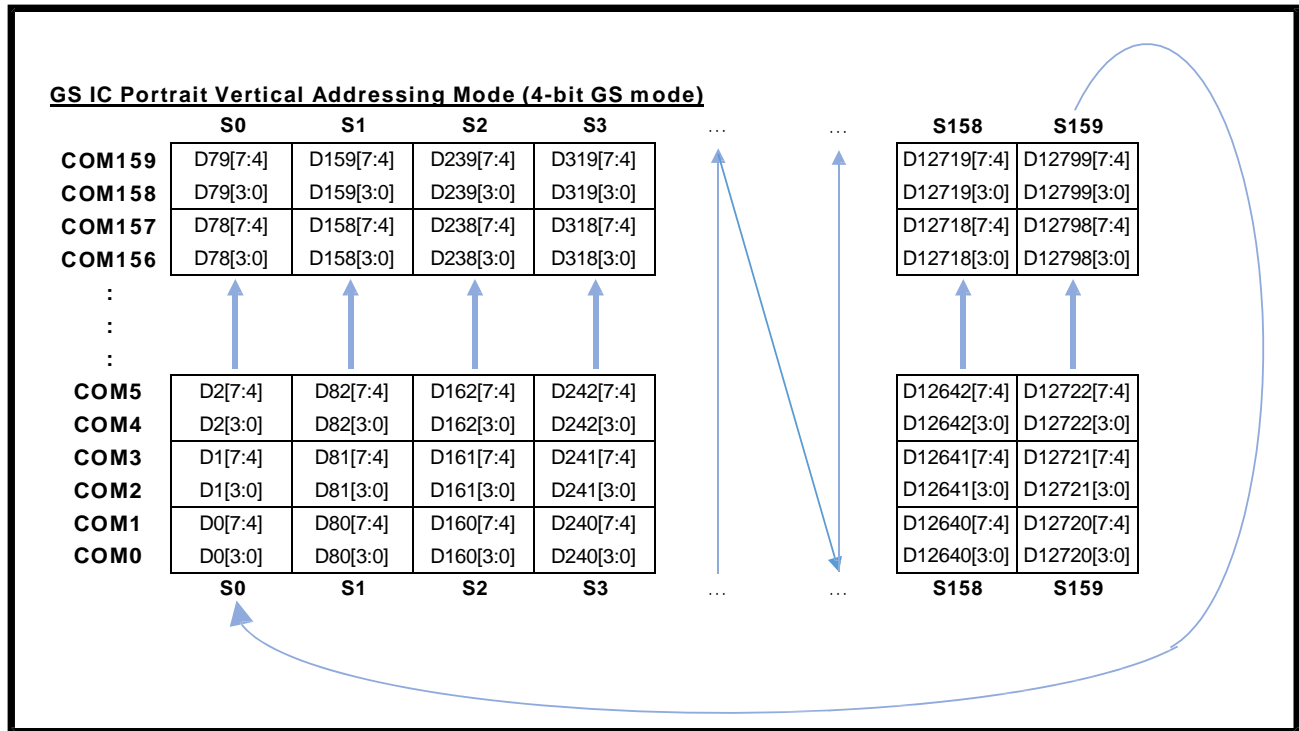 GS IC Portrait Vertical Addressing Mode (4-bit GS mode)
S0 S1 S2 S3 ... ... S158 S159
COM159 D79[7:4] D159[7:4] D239[7:4] D319[7:4] D12719[7:4] D12799[7:4]
COM158 D79[3:0] D159[3:0] D239[3:0] D319[3:0] D12719[3:0] D12799[3:0]
COM157 D78[7:4] D158[7:4] D238[7:4] D318[7:4] D12718[7:4] D12798[7:4]
COM156 D78[3:0] D158[3:0] D238[3:0] D318[3:0] D12718[3:0] D12798[3:0]
:
:
:
COM5 D2[7:4] D82[7:4] D162[7:4] D242[7:4] D12642[7:4] D12722[7:4]
COM4 D2[3:0] D82[3:0] D162[3:0] D242[3:0] D12642[3:0] D12722[3:0]
COM3 D1[7:4] D81[7:4] D161[7:4] D241[7:4] D12641[7:4] D12721[7:4]
COM2 D1[3:0] D81[3:0] D161[3:0] D241[3:0] D12641[3:0] D12721[3:0]
COM1 D0[7:4] D80[7:4] D160[7:4] D240[7:4] D12640[7:4] D12720[7:4]
COM0 D0[3:0] D80[3:0] D160[3:0] D240[3:0] D12640[3:0] D12720[3:0]
S0 S1 S2 S3 ... ... S158 S159